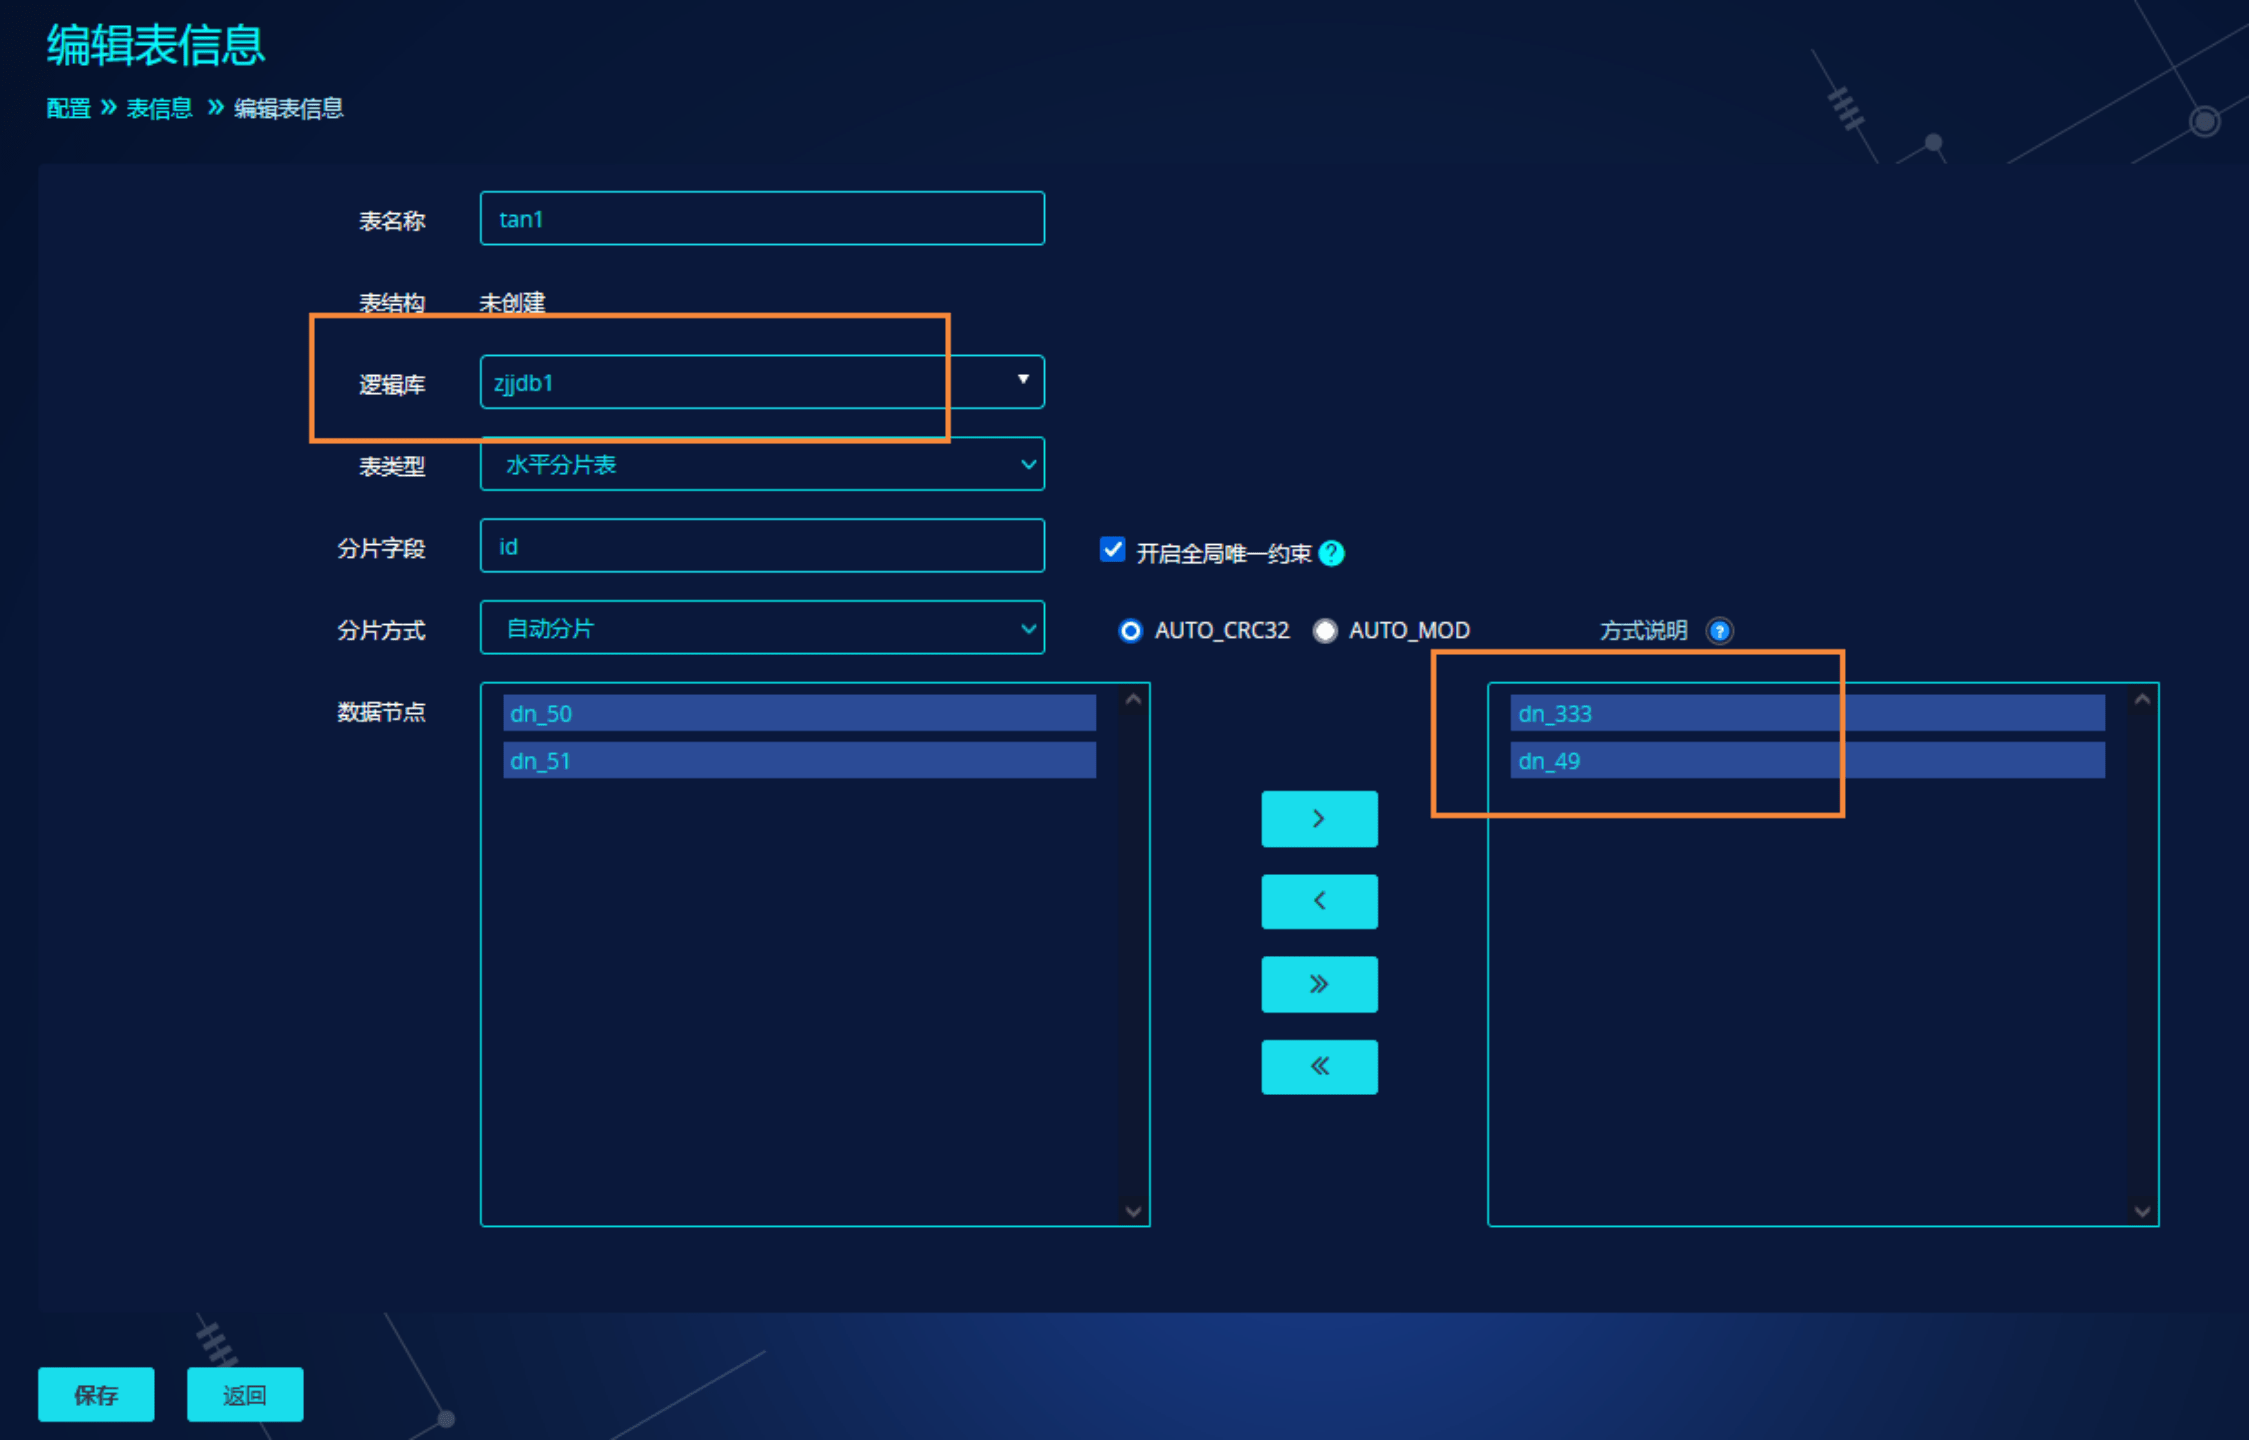 编辑表信息
配置 » 表信息 » 编辑表信息
表名称 tan1
表结构 未创建
逻辑库 zjjdb1
表类型 水平分片表
分片字段 id 开启全局唯一约束 ?
分片方式 自动分片 AUTO_CRC32 AUTO_MOD 方式说明 ?
数据节点 dn_50 dn_333
dn_51 dn_49
保存 返回